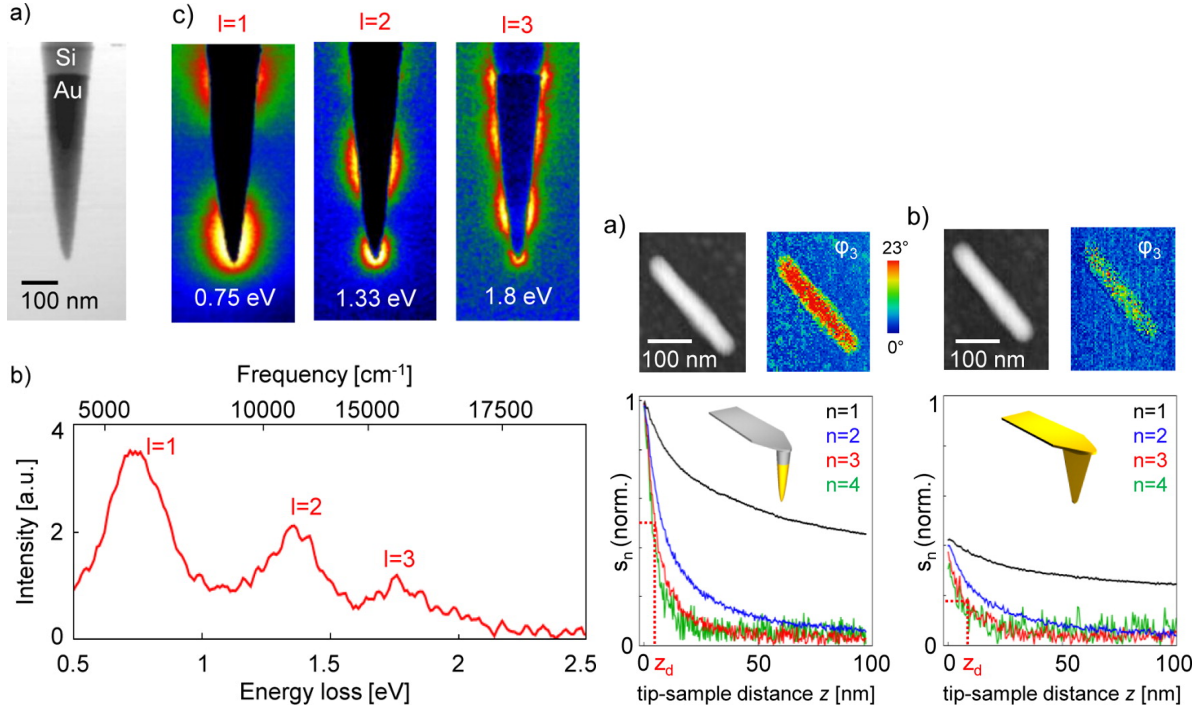 a)
Si
Au
100 nm
c)
l=1
l=2
l=3
0.75 eV
1.33 eV
1.8 eV
b)
Frequency [cm⁻¹]
5000 10000 15000 17500
Intensity [a.u.]
4
2
0
l=1
l=2
l=3
0.5 1 1.5 2 2.5
Energy loss [eV]
a)
100 nm
φ₃
23°
0°
1
0
sₙ (norm.)
n=1
n=2
n=3
n=4
0 z_d 50 100
tip-sample distance z [nm]
b)
100 nm
φ₃
1
0
sₙ (norm.)
n=1
n=2
n=3
n=4
0 z_d 50 100
tip-sample distance z [nm]